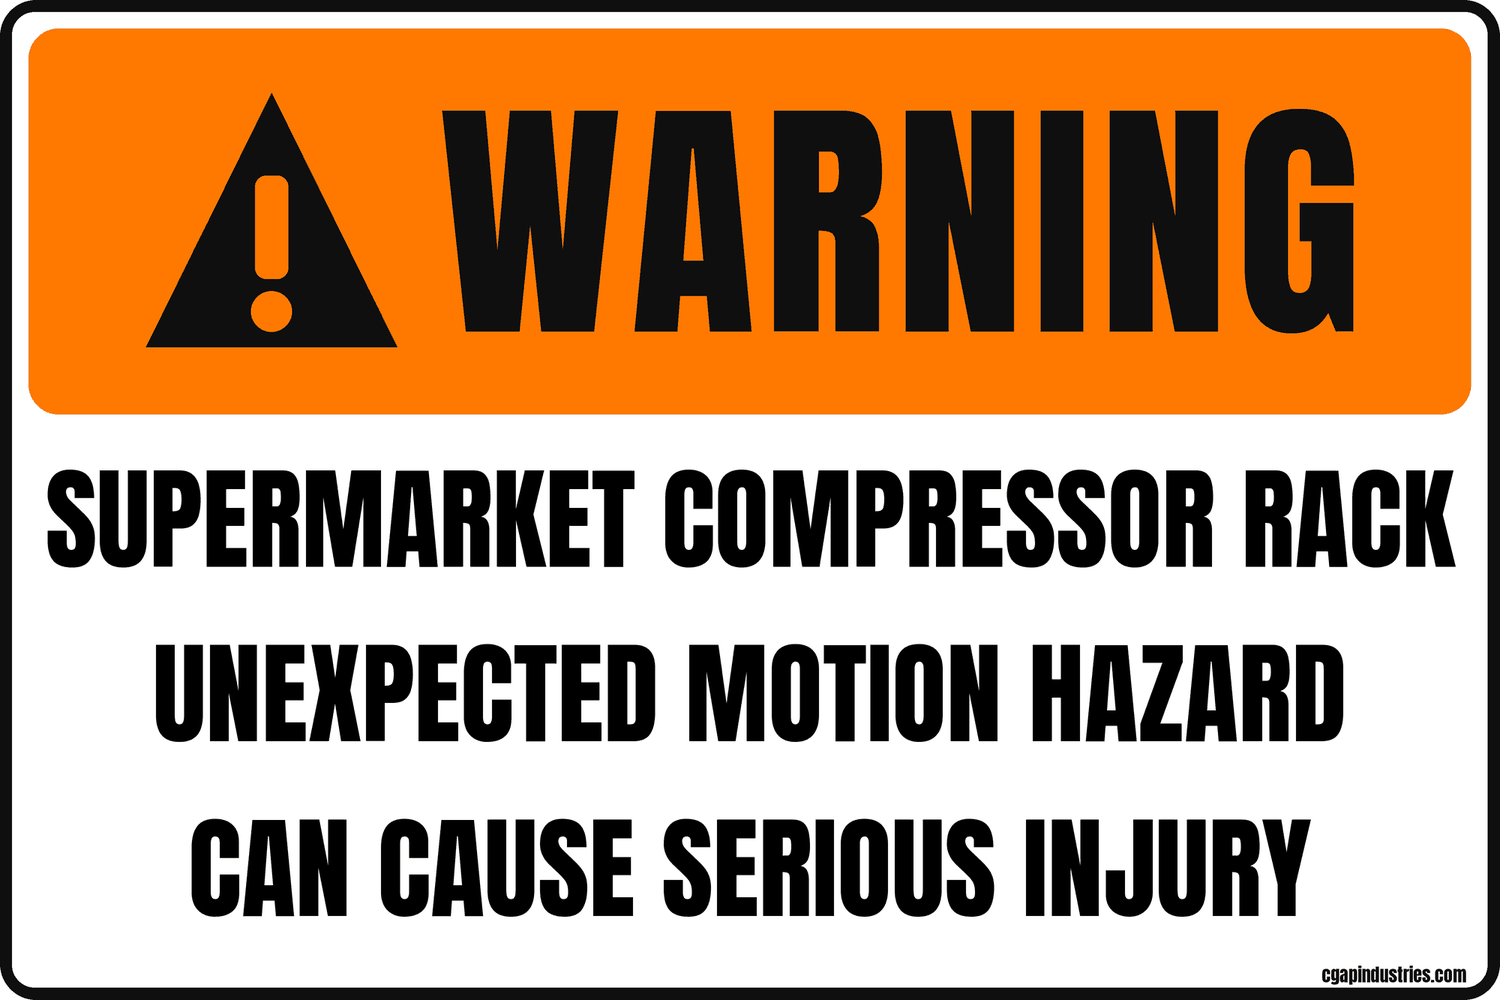 WARNING
SUPERMARKET COMPRESSOR RACK
UNEXPECTED MOTION HAZARD
CAN CAUSE SERIOUS INJURY
cgapindustries.com